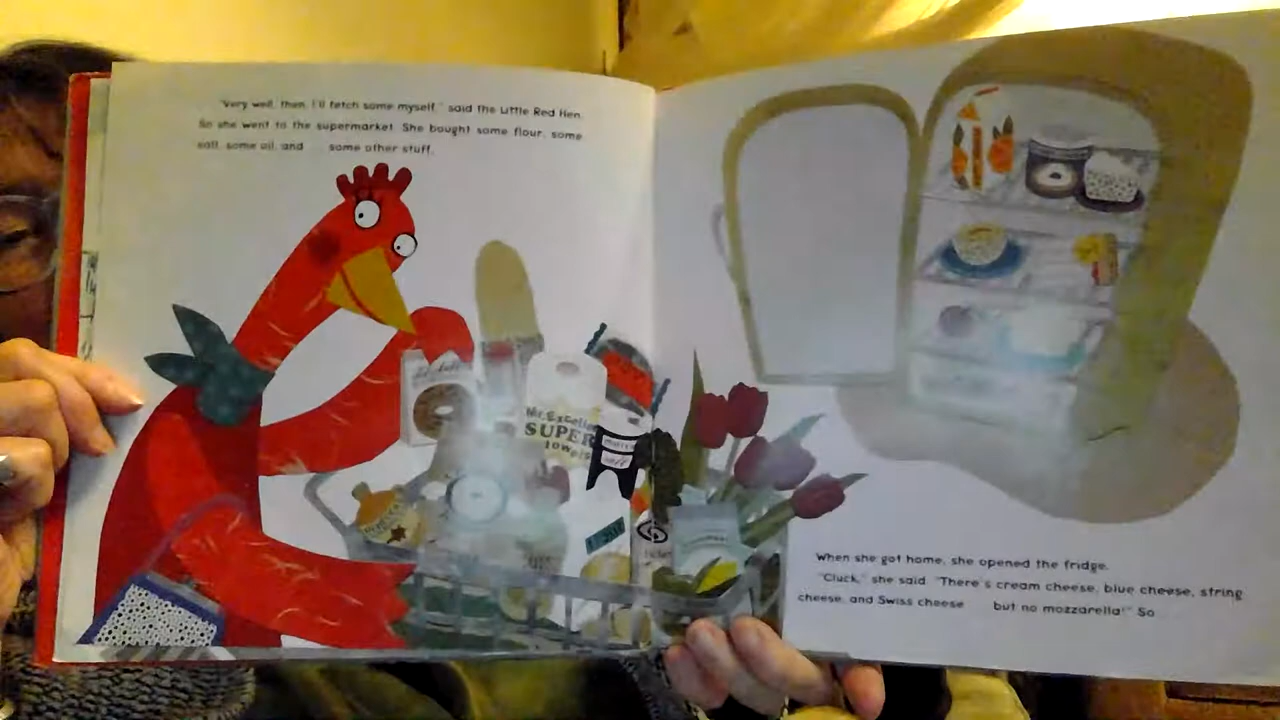 "Very well, then, I'll fetch some myself," said the Little Red Hen.
So she went to the supermarket. She bought some flour, some
salt, some oil, and some other stuff.
Mr. Excellent
SUPER
towels
salt
When she got home, she opened the fridge.
"Cluck," she said. "There's cream cheese, blue cheese, string
cheese, and Swiss cheese but no mozzarella!" So